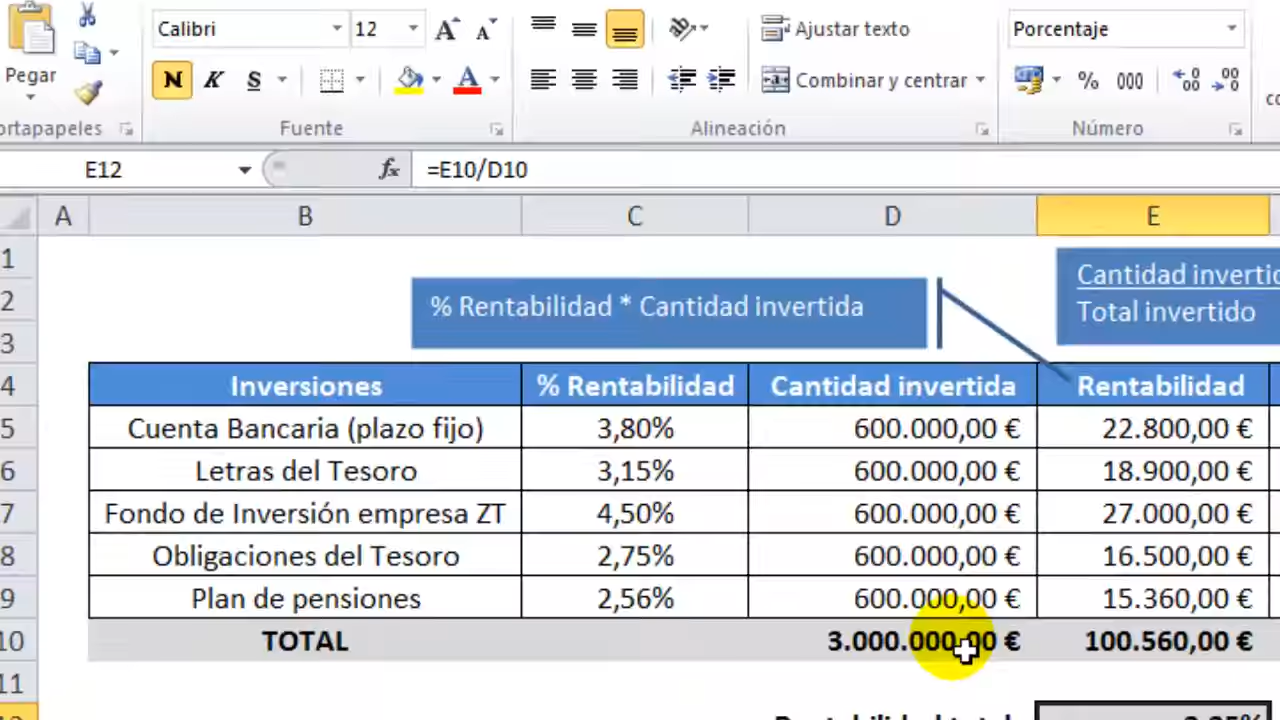 Calibri 12 Ajustar texto Porcentaje
Pegar N K S Combinar y centrar % 000
ortapapeles Fuente Alineación Número
E12 fx =E10/D10
A B C D E
1 Cantidad inverti
2 % Rentabilidad * Cantidad invertida Total invertido
3
4 Inversiones % Rentabilidad Cantidad invertida Rentabilidad
5 Cuenta Bancaria (plazo fijo) 3,80% 600.000,00 € 22.800,00 €
6 Letras del Tesoro 3,15% 600.000,00 € 18.900,00 €
7 Fondo de Inversión empresa ZT 4,50% 600.000,00 € 27.000,00 €
8 Obligaciones del Tesoro 2,75% 600.000,00 € 16.500,00 €
9 Plan de pensiones 2,56% 600.000,00 € 15.360,00 €
10 TOTAL 3.000.000,00 € 100.560,00 €
11